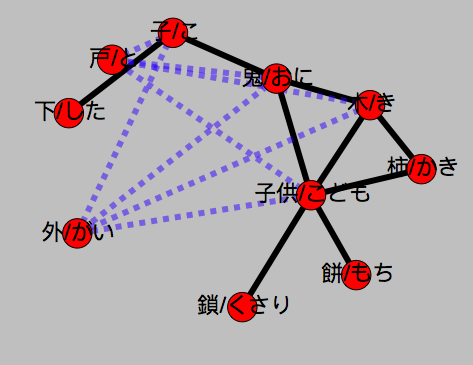 子/こ
戸/と
鬼/おに
木/き
下/した
柿/かき
子供/こども
外/がい
餅/もち
鎖/くさり